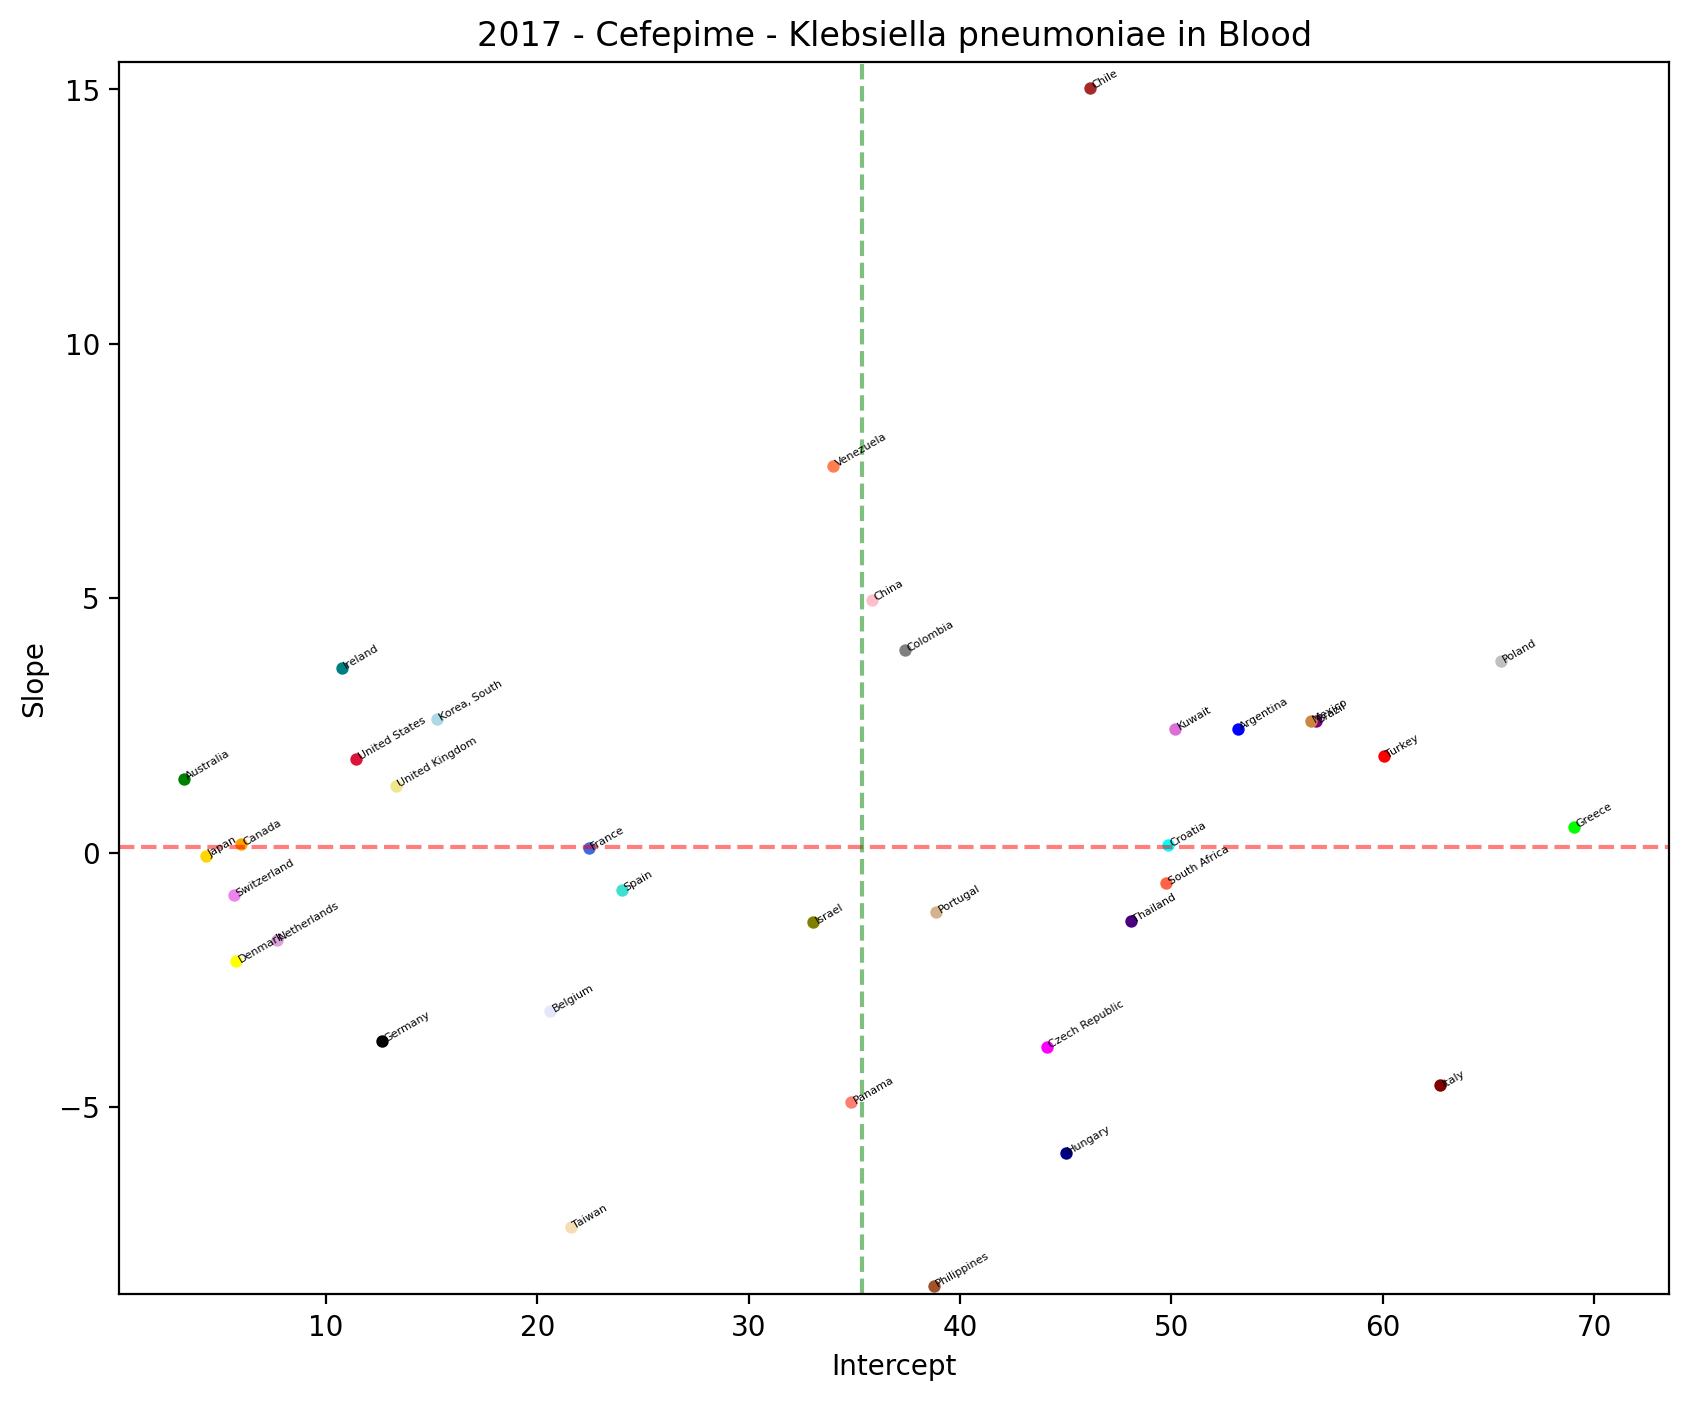 2017 - Cefepime - Klebsiella pneumoniae in Blood
15
10
5
0
−5
Slope
Chile
Venezuela
China
Colombia
Poland
Ireland
Korea, South
United States
United Kingdom
Australia
Kuwait
Argentina
Mexico
Brazil
Turkey
Greece
Japan
Canada
France
Croatia
South Africa
Switzerland
Spain
Netherlands
Denmark
Israel
Portugal
Thailand
Belgium
Germany
Czech Republic
Panama
Italy
Hungary
Taiwan
Philippines
10
20
30
40
50
60
70
Intercept